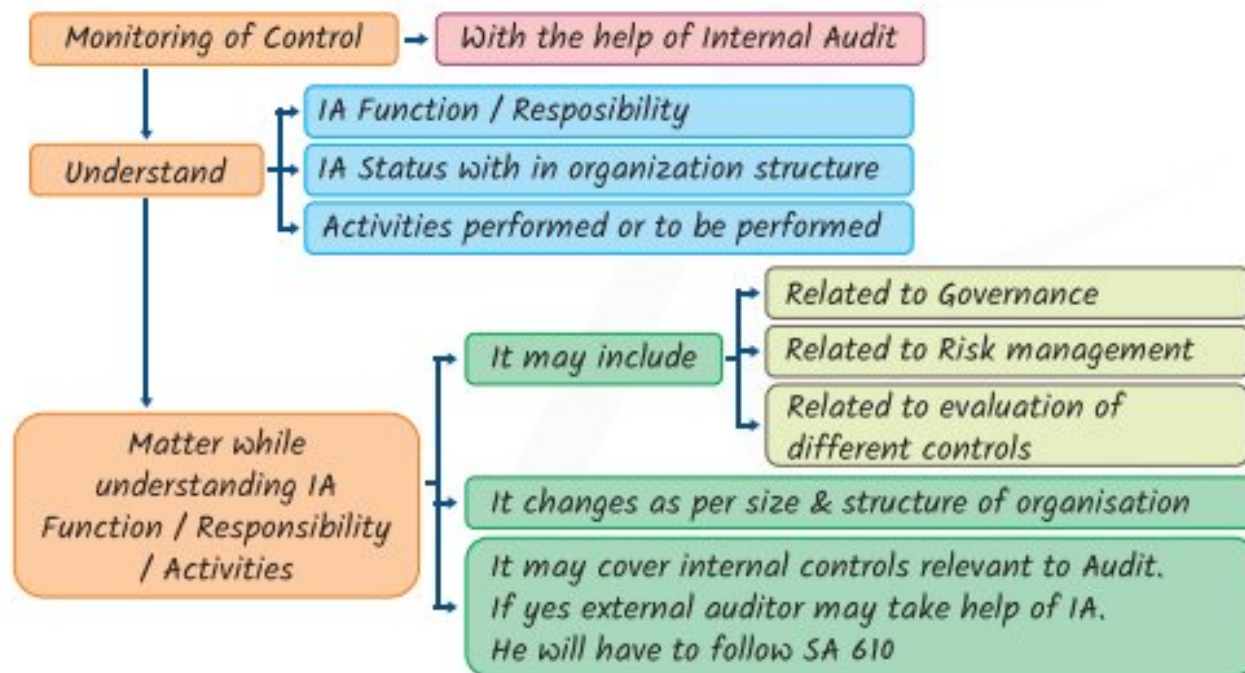 Monitoring of Control
With the help of Internal Audit
Understand
IA Function / Resposibility
IA Status with in organization structure
Activities performed or to be performed
Matter while
understanding IA
Function / Responsibility
/ Activities
It may include
Related to Governance
Related to Risk management
Related to evaluation of
different controls
It changes as per size & structure of organisation
It may cover internal controls relevant to Audit.
If yes external auditor may take help of IA.
He will have to follow SA 610